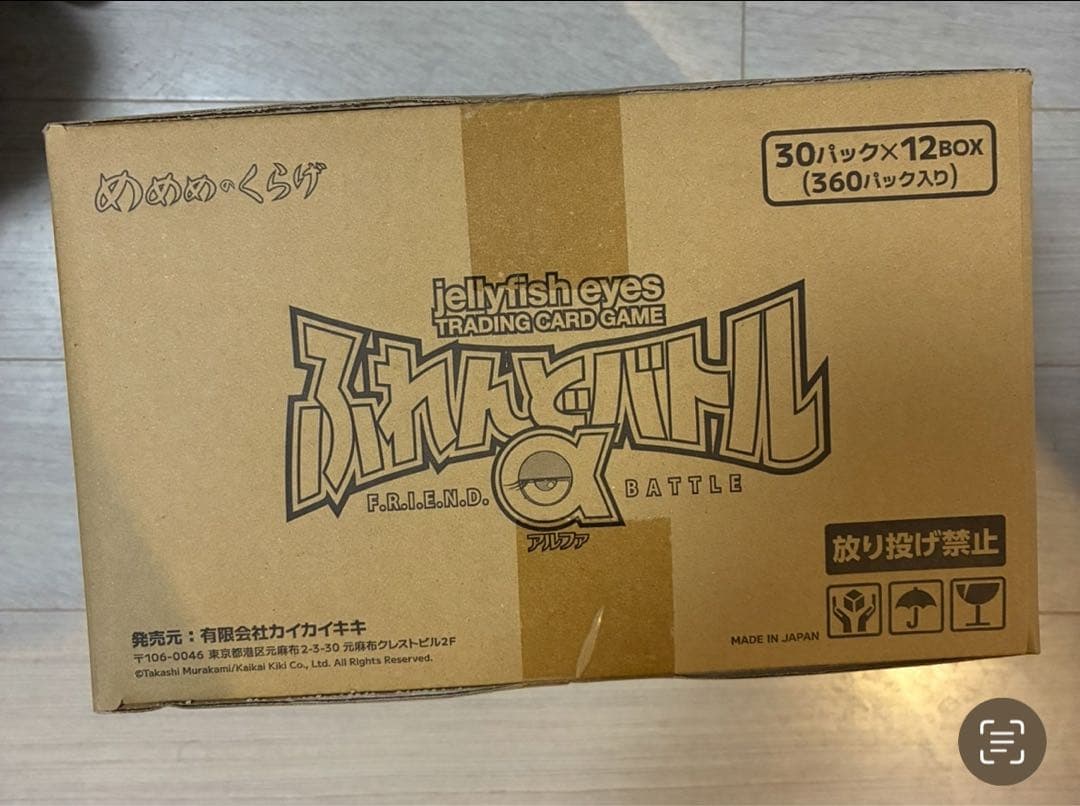 めめめのくらげ
30パック×12BOX
(360パック入り)
jellyfish eyes
TRADING CARD GAME
ふれんどバトル
α
F.R.I.E.N.D. BATTLE
アルファ
放り投げ禁止
発売元：有限会社カイカイキキ
〒106-0046 東京都港区元麻布2-3-30 元麻布クレストビル2F
©Takashi Murakami/Kaikai Kiki Co., Ltd. All Rights Reserved.
MADE IN JAPAN